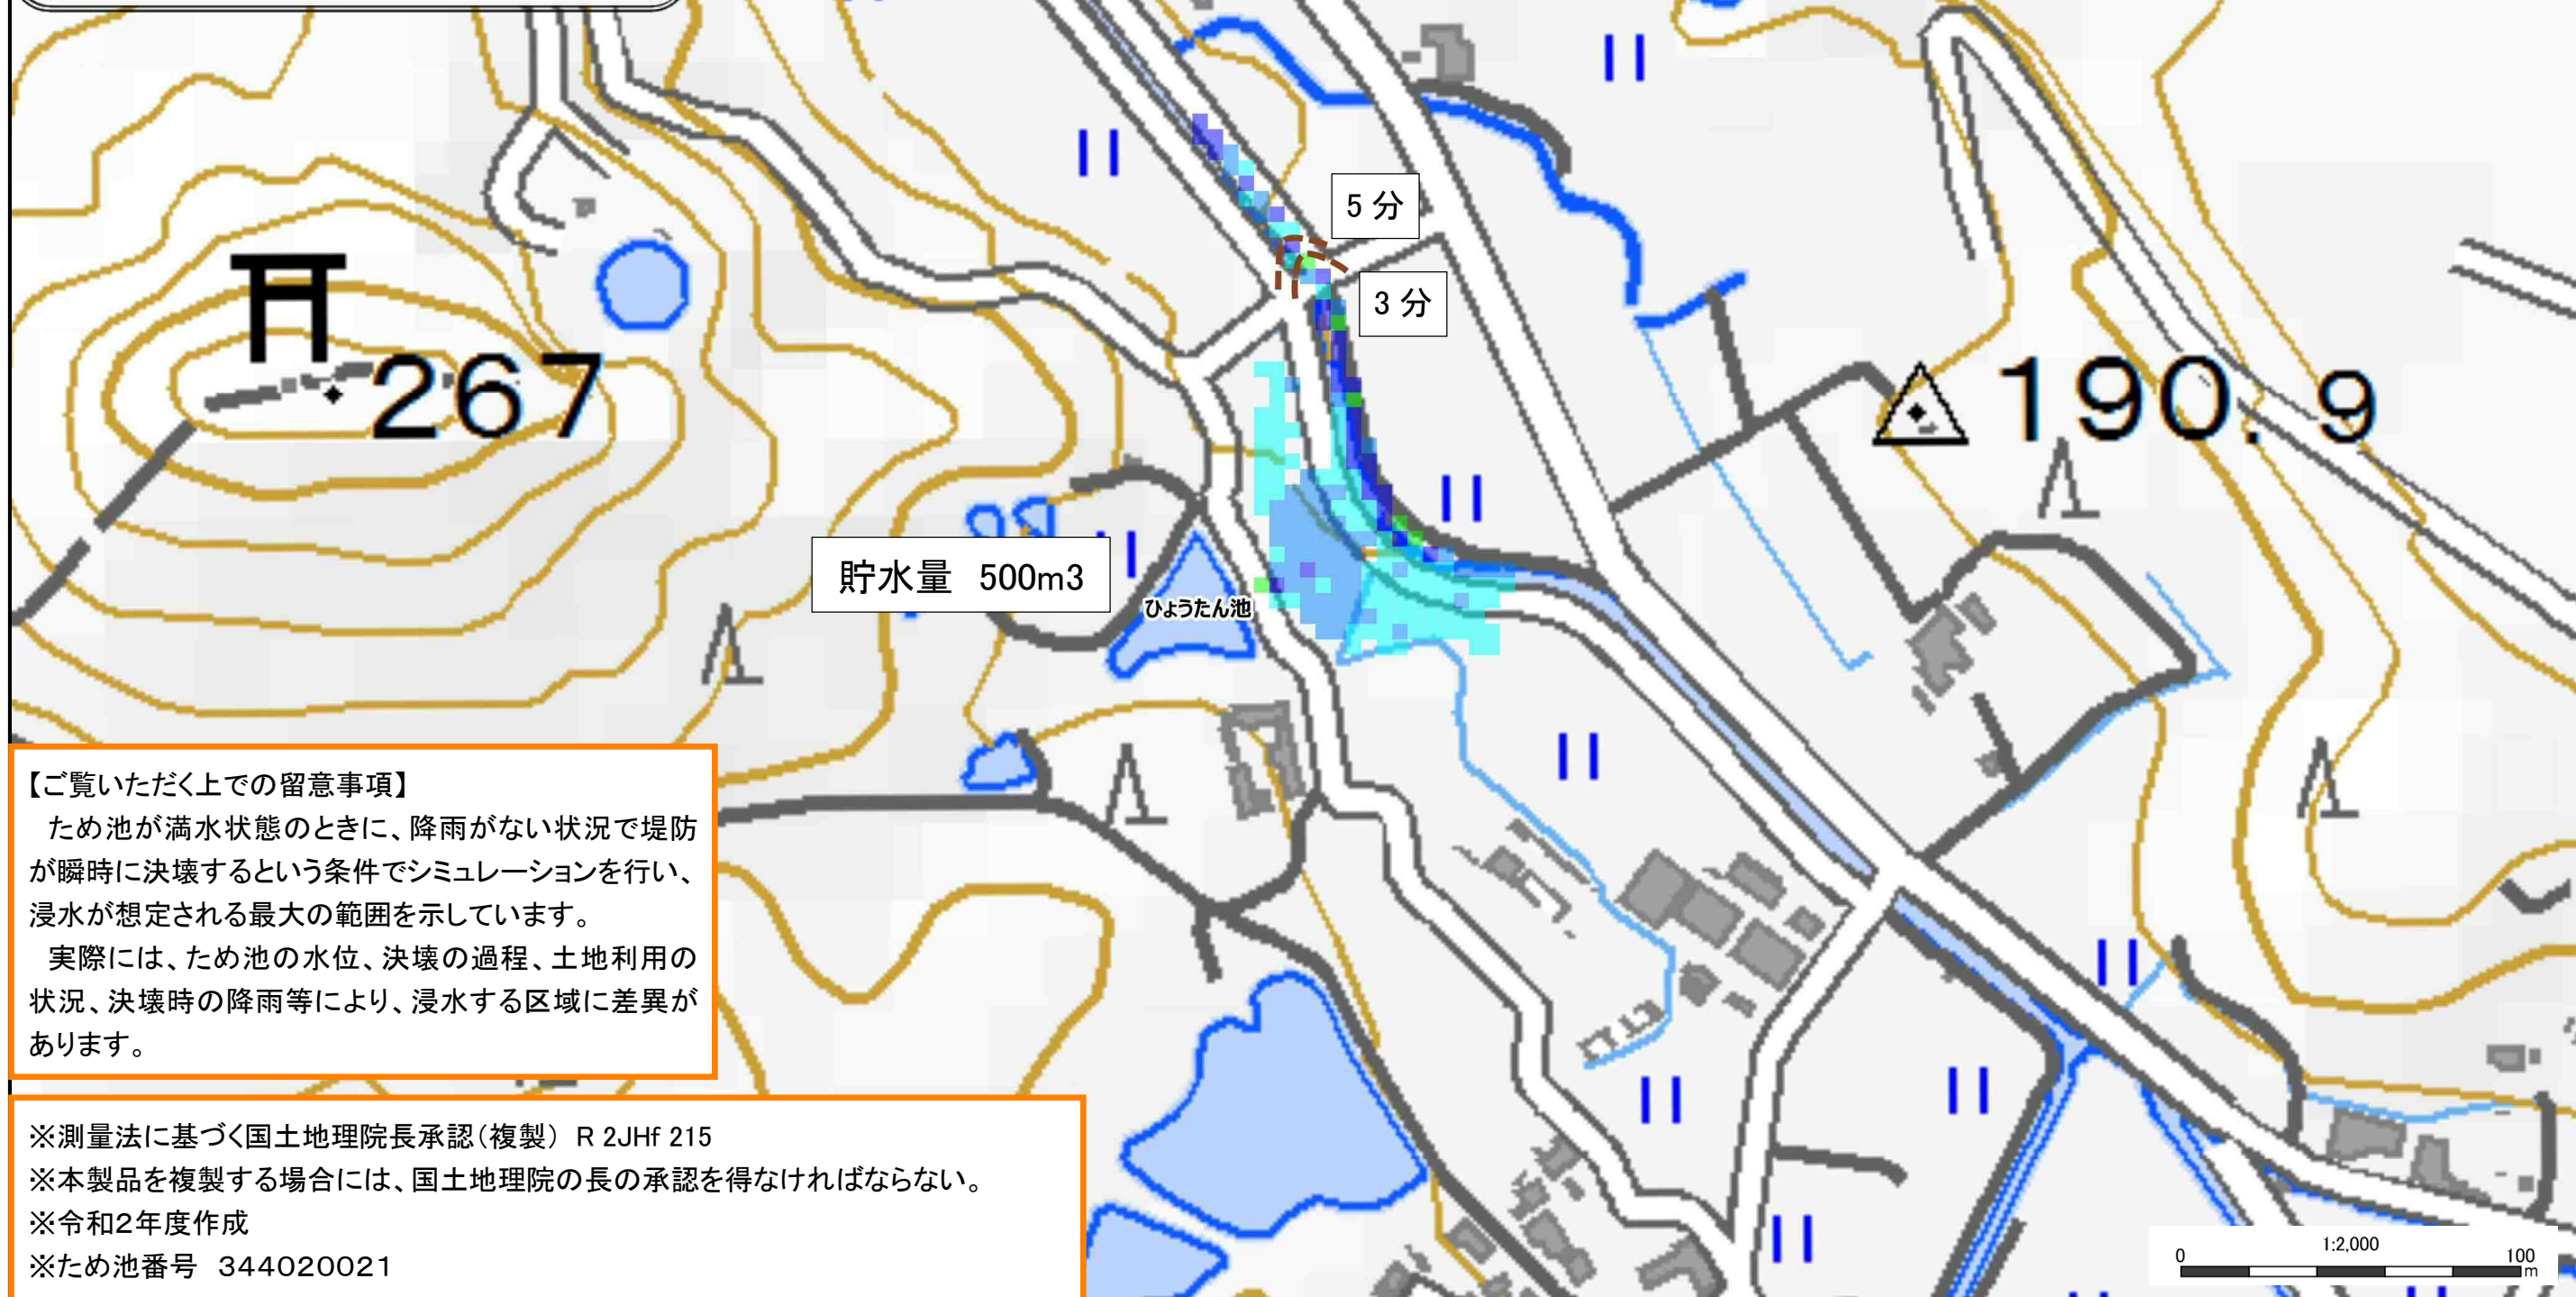 5 分
3 分
267
190.9
貯水量　500m3
ひょうたん池
【ご覧いただく上での留意事項】
ため池が満水状態のときに、降雨がない状況で堤防
が瞬時に決壊するという条件でシミュレーションを行い、
浸水が想定される最大の範囲を示しています。
実際には、ため池の水位、決壊の過程、土地利用の
状況、決壊時の降雨等により、浸水する区域に差異が
あります。
※測量法に基づく国土地理院長承認（複製） R 2JHf 215
※本製品を複製する場合には、国土地理院の長の承認を得なければならない。
※令和2年度作成
※ため池番号　344020021
1:2,000
0 100
m